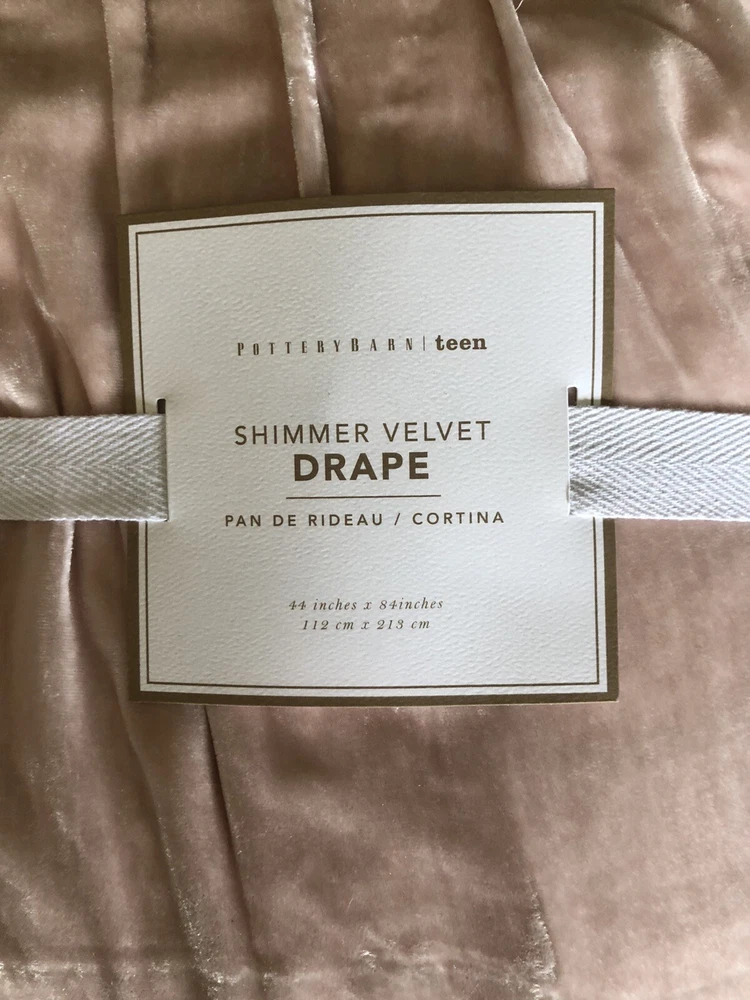 POTTERYBARN | teen
SHIMMER VELVET
DRAPE
PAN DE RIDEAU / CORTINA
44 inches x 84inches
112 cm x 213 cm